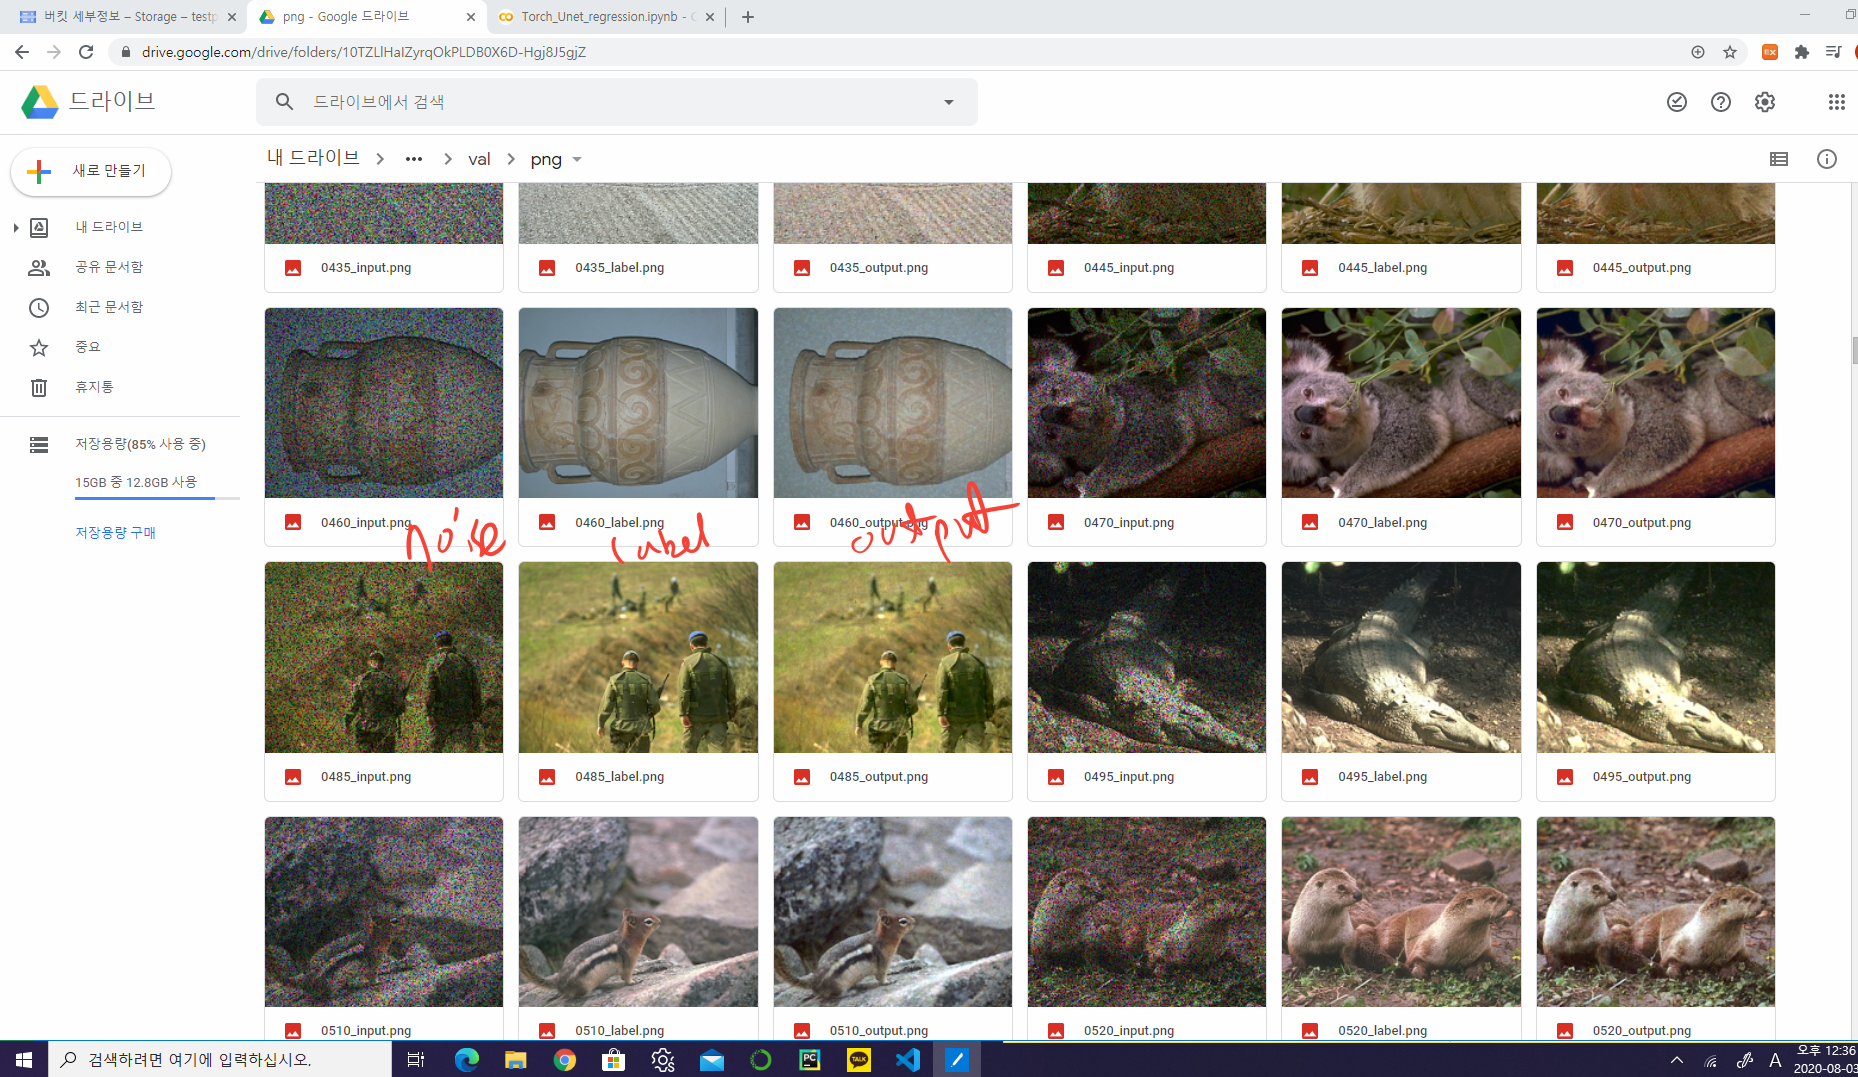 버킷 세부정보 – Storage – testp
png - Google 드라이브
Torch_Unet_regression.ipynb -
drive.google.com/drive/folders/10TZLlHaIZyrqOkPLDB0X6D-Hgj8J5gjZ
드라이브
드라이브에서 검색
새로 만들기
내 드라이브 > ••• > val > png
내 드라이브
공유 문서함
최근 문서함
중요
휴지통
저장용량(85% 사용 중)
15GB 중 12.8GB 사용
저장용량 구매
0435_input.png 0435_label.png 0435_output.png 0445_input.png 0445_label.png 0445_output.png
0460_input.png 0460_label.png 0460_output.png 0470_input.png 0470_label.png 0470_output.png
noise label output
0485_input.png 0485_label.png 0485_output.png 0495_input.png 0495_label.png 0495_output.png
0510_input.png 0510_label.png 0510_output.png 0520_input.png 0520_label.png 0520_output.png
검색하려면 여기에 입력하십시오.
PC
TALK
A
오후 12:36
2020-08-03